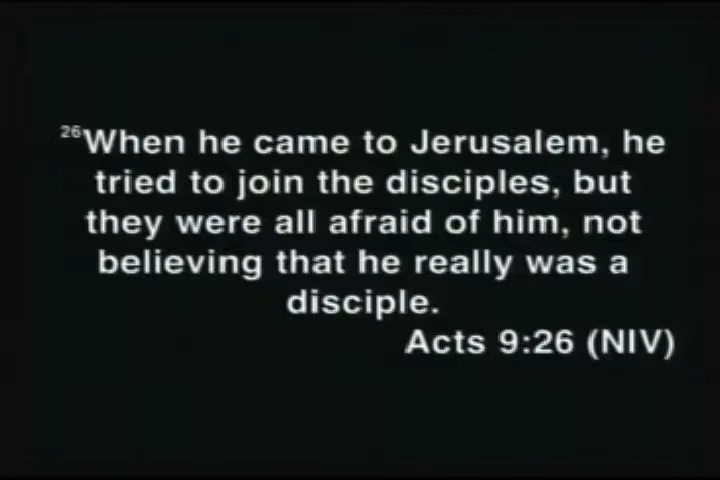 26When he came to Jerusalem, he
tried to join the disciples, but
they were all afraid of him, not
believing that he really was a
disciple.
Acts 9:26 (NIV)